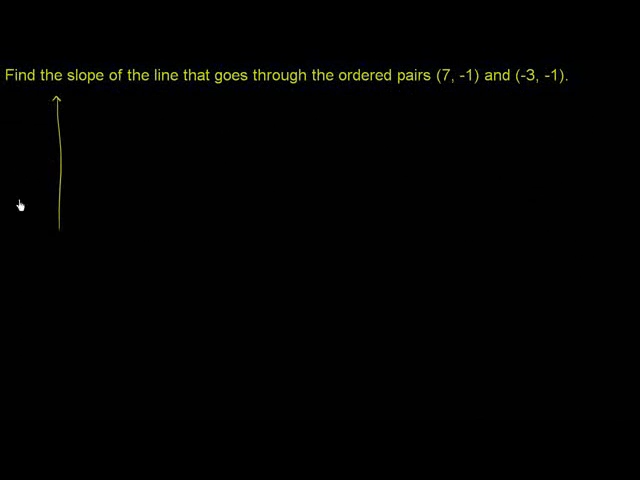 Find the slope of the line that goes through the ordered pairs (7, -1) and (-3, -1).